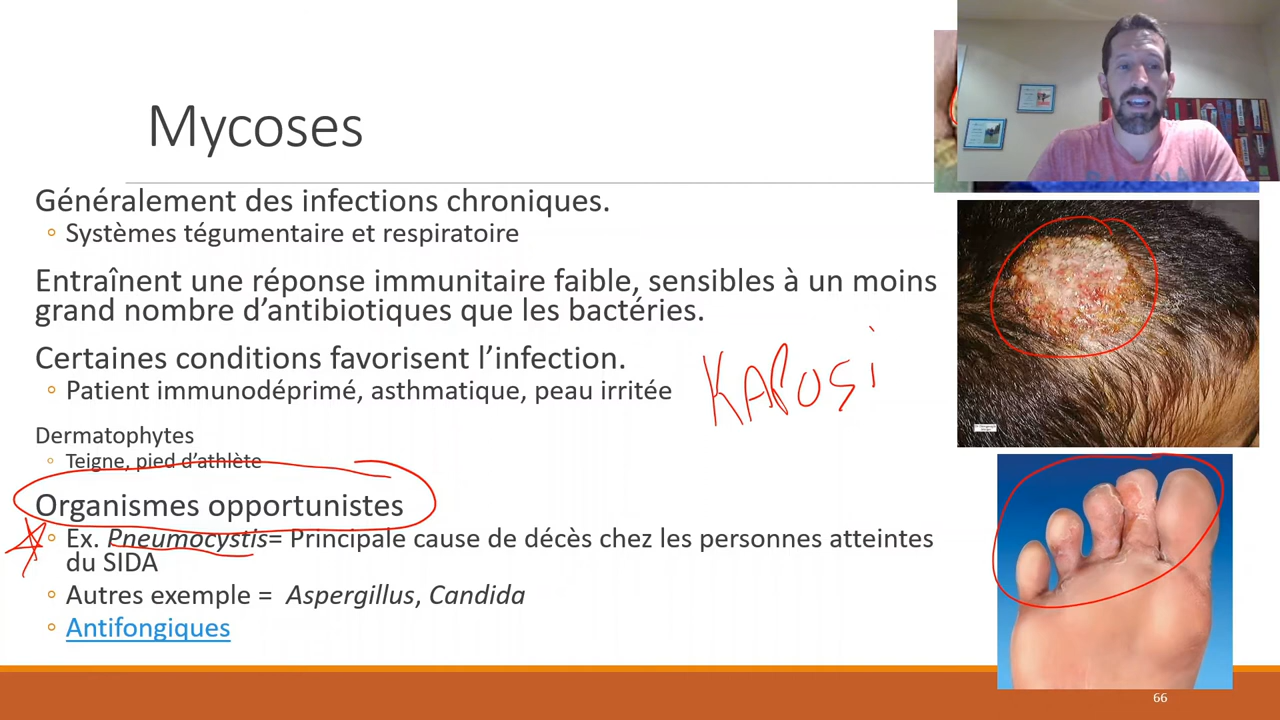 Mycoses
Généralement des infections chroniques.
◦ Systèmes tégumentaire et respiratoire
Entraînent une réponse immunitaire faible, sensibles à un moins
grand nombre d’antibiotiques que les bactéries.
Certaines conditions favorisent l’infection.
◦ Patient immunodéprimé, asthmatique, peau irritée
KAPOSi
Dermatophytes
◦ Teigne, pied d’athlète
Organismes opportunistes
◦ Ex. Pneumocystis= Principale cause de décès chez les personnes atteintes
du SIDA
◦ Autres exemple = Aspergillus, Candida
◦ Antifongiques
66